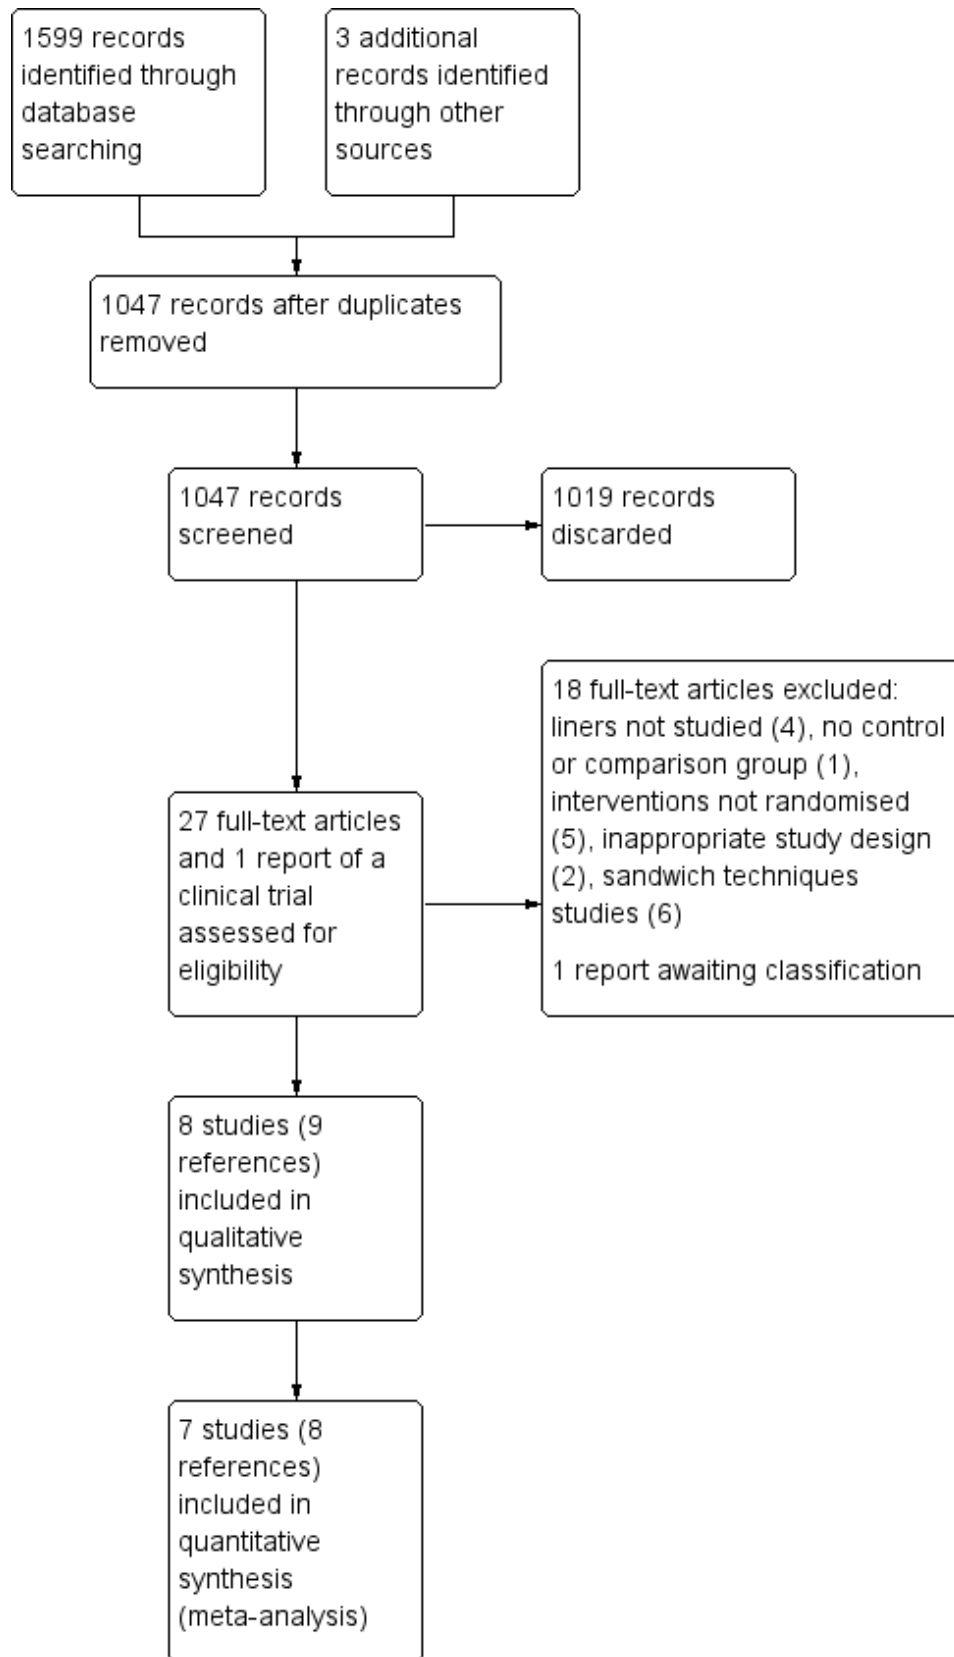 1599 records
identified through
database
searching
3 additional
records identified
through other
sources
1047 records after duplicates
removed
1047 records
screened
1019 records
discarded
27 full-text articles
and 1 report of a
clinical trial
assessed for
eligibility
18 full-text articles excluded:
liners not studied (4), no control
or comparison group (1),
interventions not randomised
(5), inappropriate study design
(2), sandwich techniques
studies (6)
1 report awaiting classification
8 studies (9
references)
included in
qualitative
synthesis
7 studies (8
references)
included in
quantitative
synthesis
(meta-analysis)